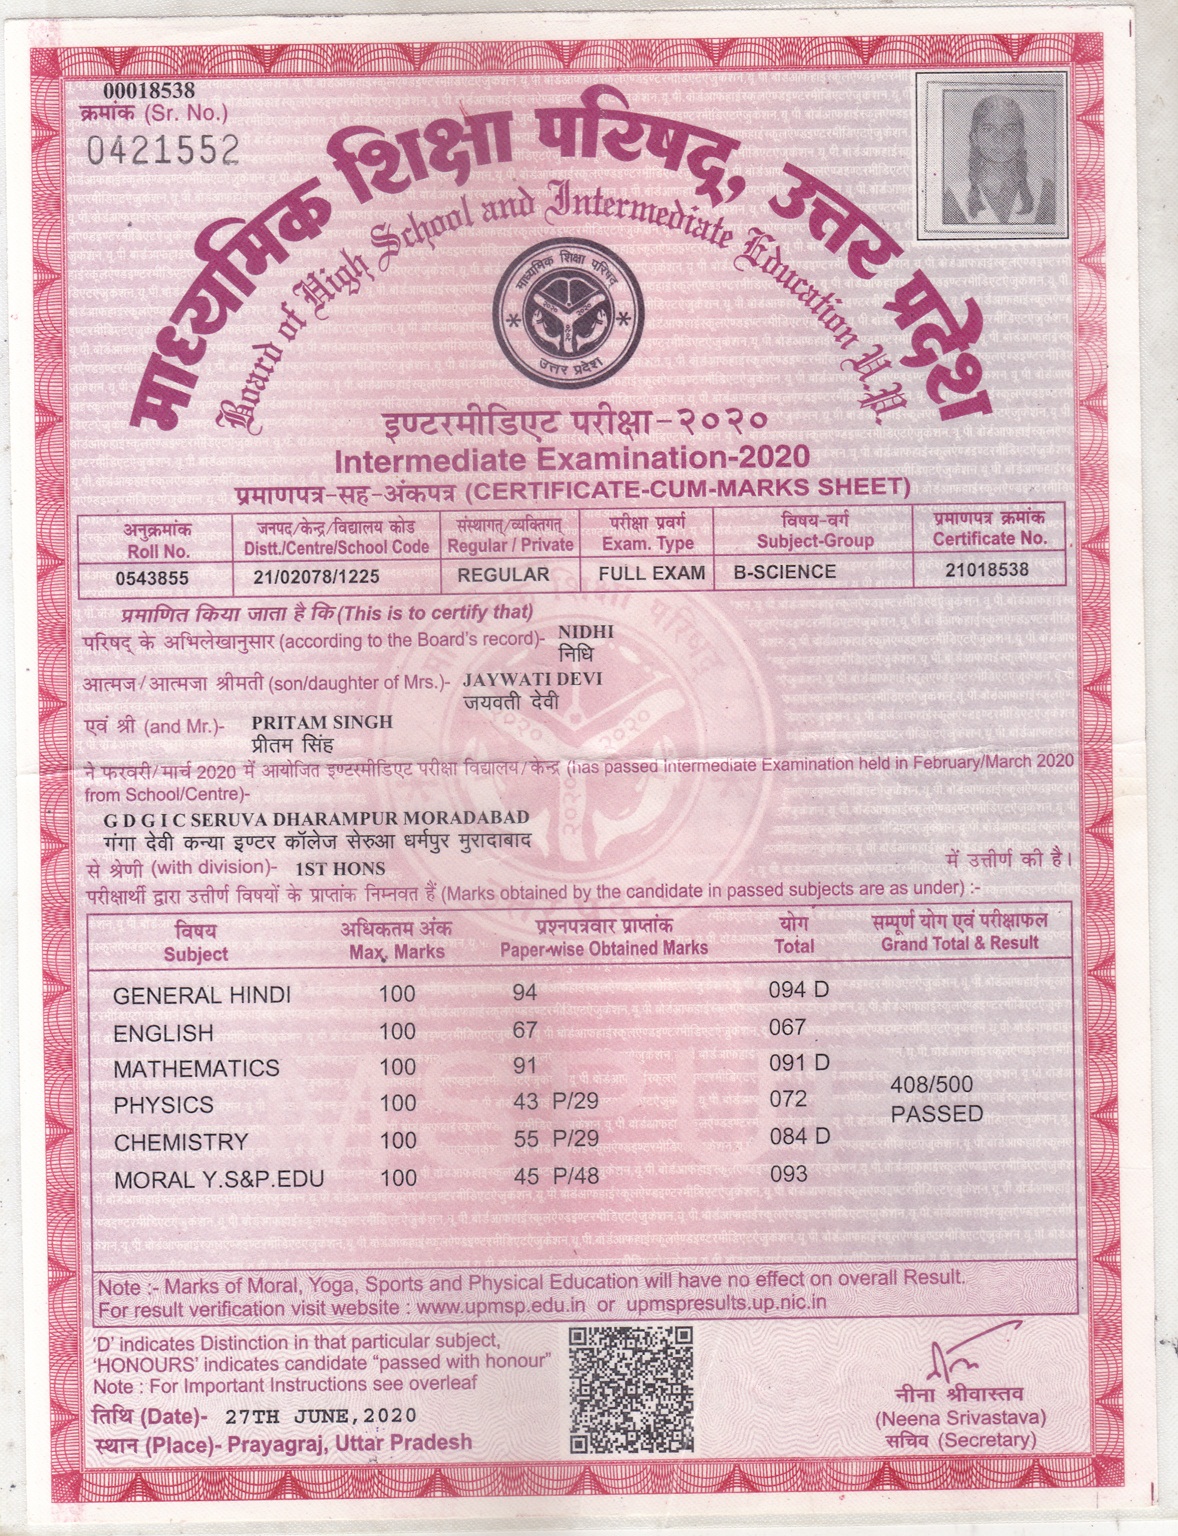 00018538
क्रमांक (Sr. No.)
0421552
माध्यमिक शिक्षा परिषद, उत्तर प्रदेश
Board of High School and Intermediate Education U.P.
माध्यमिक शिक्षा परिषद
उत्तर प्रदेश
इण्टरमीडिएट परीक्षा-२०२०
Intermediate Examination-2020
प्रमाणपत्र-सह-अंकपत्र (CERTIFICATE-CUM-MARKS SHEET)
अनुक्रमांक जनपद/केन्द्र/विद्यालय कोड संस्थागत्/व्यक्तिगत् परीक्षा प्रवर्ग विषय-वर्ग प्रमाणपत्र क्रमांक
Roll No. Distt./Centre/School Code Regular / Private Exam. Type Subject-Group Certificate No.
0543855 21/02078/1225 REGULAR FULL EXAM B-SCIENCE 21018538
प्रमाणित किया जाता है कि (This is to certify that)
परिषद् के अभिलेखानुसार (according to the Board's record)- NIDHI
निधि
आत्मज/आत्मजा श्रीमती (son/daughter of Mrs.)- JAYWATI DEVI
जयवती देवी
एवं श्री (and Mr.)- PRITAM SINGH
प्रीतम सिंह
ने फरवरी/मार्च 2020 में आयोजित इण्टरमीडिएट परीक्षा विद्यालय/केन्द्र (has passed Intermediate Examination held in February/March 2020
from School/Centre)-
G D G I C SERUVA DHARAMPUR MORADABAD
गंगा देवी कन्या इण्टर कॉलेज सेरुआ धर्मपुर मुरादाबाद
से श्रेणी (with division)- 1ST HONS में उत्तीर्ण की है।
परीक्षार्थी द्वारा उत्तीर्ण विषयों के प्राप्तांक निम्नवत हैं (Marks obtained by the candidate in passed subjects are as under) :-
विषय अधिकतम अंक प्रश्नपत्रवार प्राप्तांक योग सम्पूर्ण योग एवं परीक्षाफल
Subject Max. Marks Paper-wise Obtained Marks Total Grand Total & Result
GENERAL HINDI 100 94 094 D
ENGLISH 100 67 067
MATHEMATICS 100 91 091 D
408/500
PHYSICS 100 43 P/29 072
PASSED
CHEMISTRY 100 55 P/29 084 D
MORAL Y.S&P.EDU 100 45 P/48 093
Note :- Marks of Moral, Yoga, Sports and Physical Education will have no effect on overall Result.
For result verification visit website : www.upmsp.edu.in or upmspresults.up.nic.in
'D' indicates Distinction in that particular subject,
'HONOURS' indicates candidate "passed with honour"
Note : For Important Instructions see overleaf
तिथि (Date)- 27TH JUNE,2020
स्थान (Place)- Prayagraj, Uttar Pradesh
नीना श्रीवास्तव
(Neena Srivastava)
सचिव (Secretary)